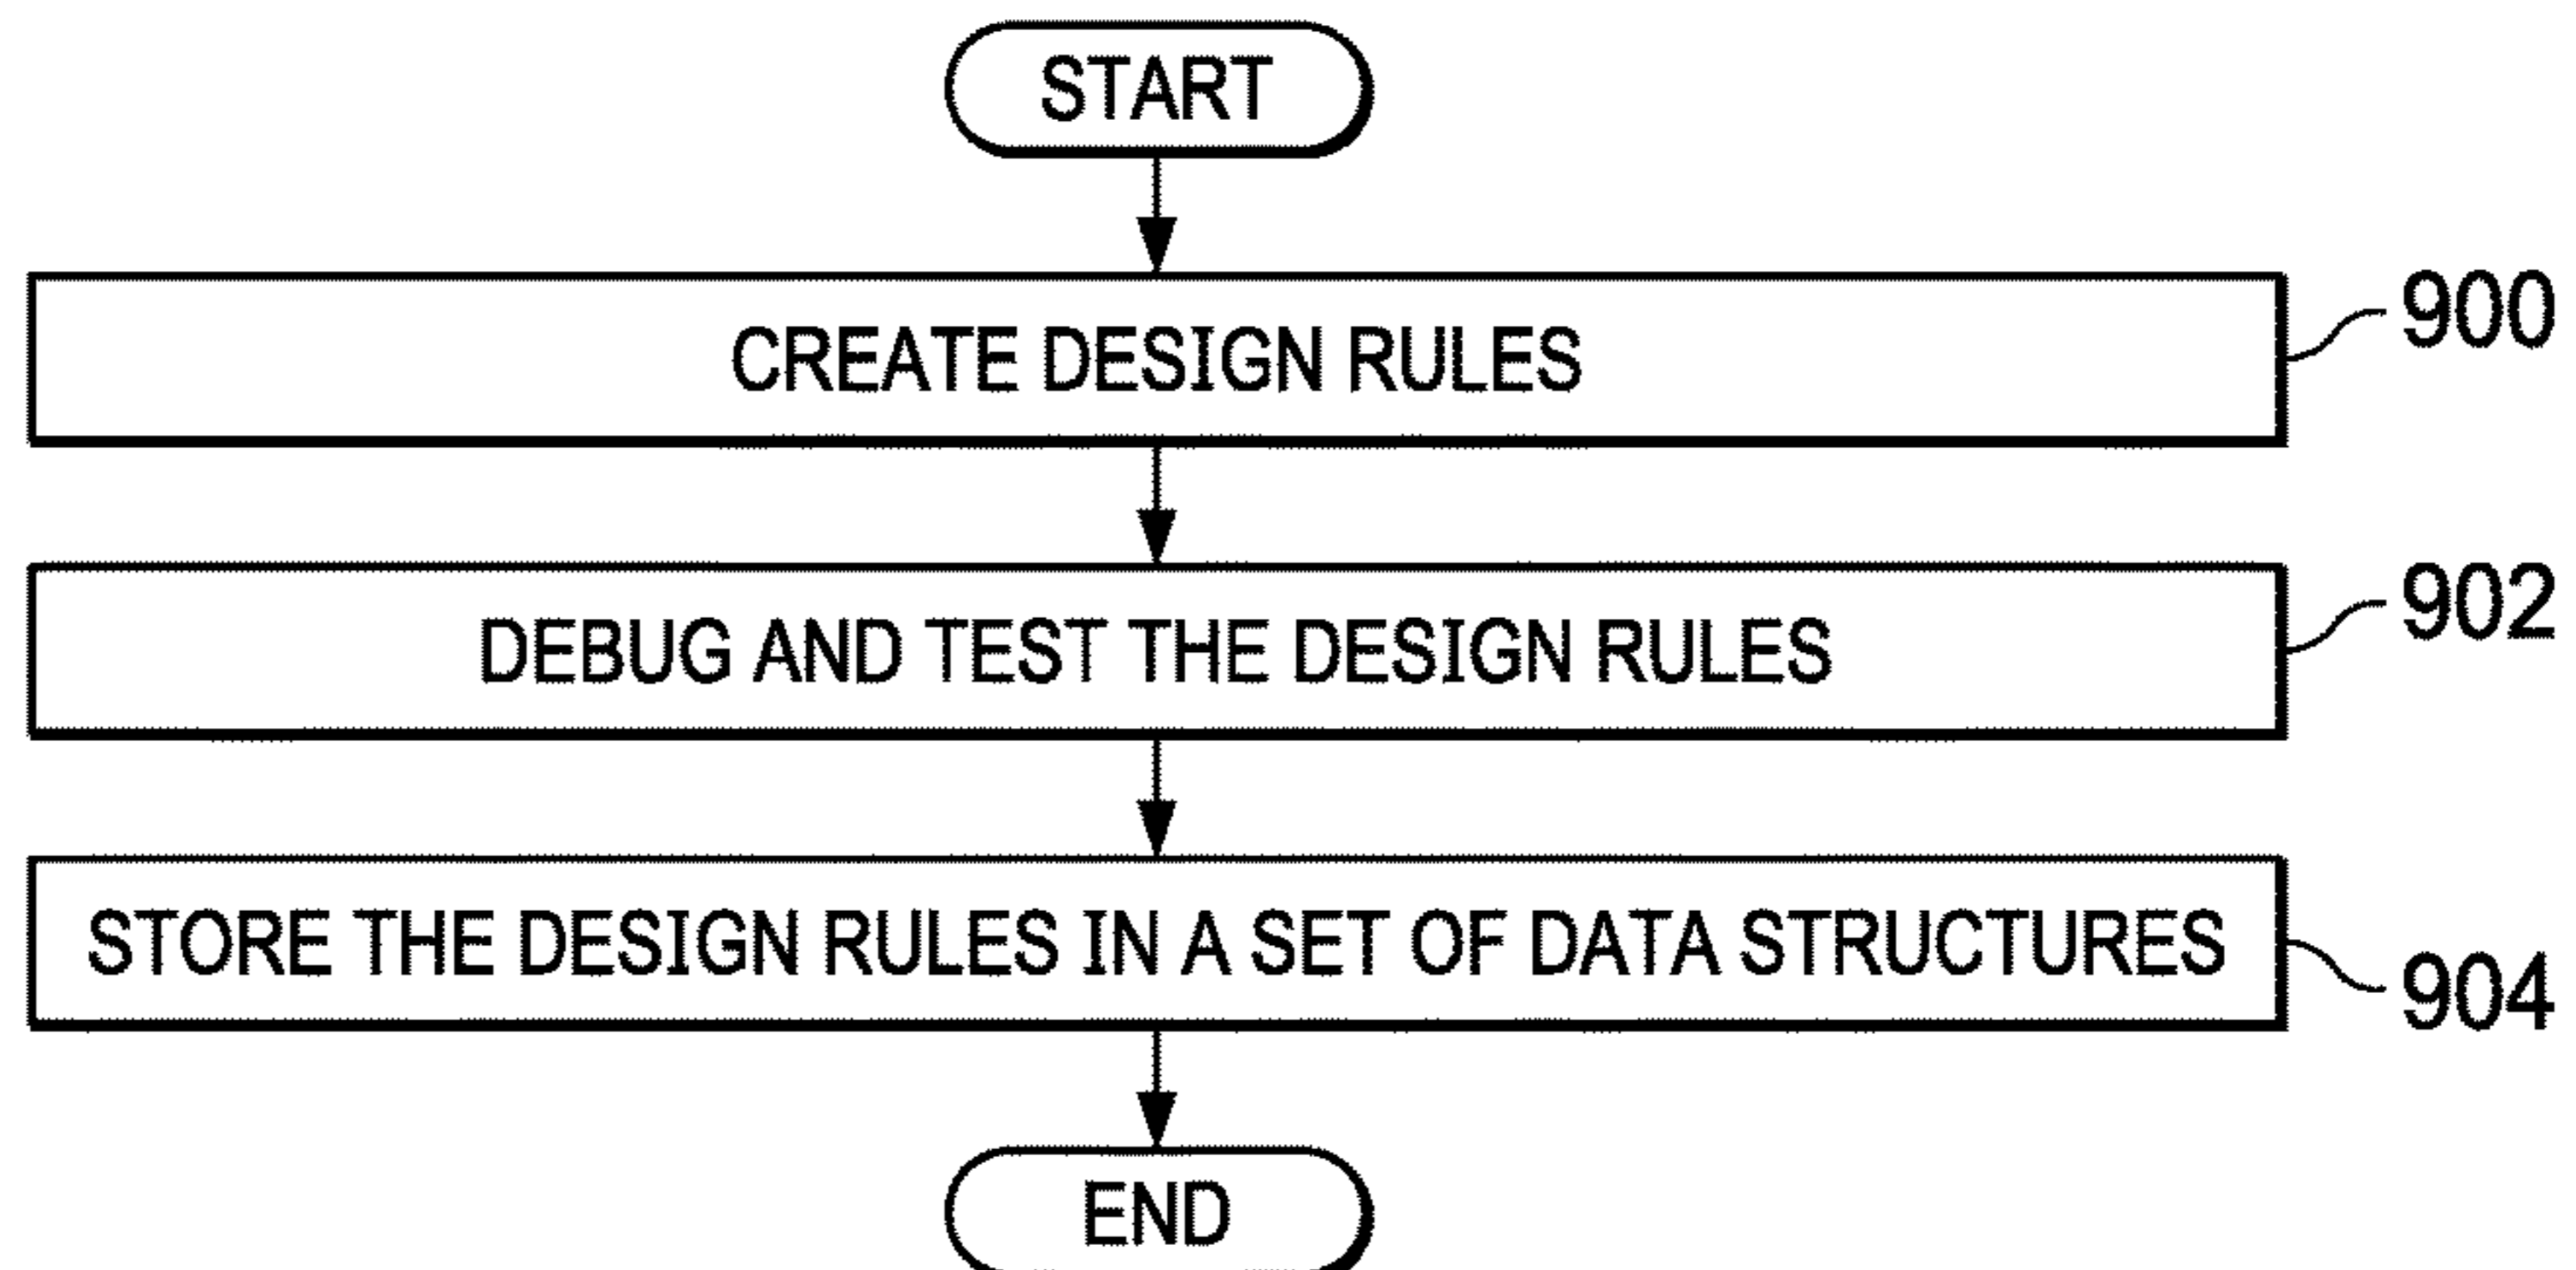 START
CREATE DESIGN RULES
900
DEBUG AND TEST THE DESIGN RULES
902
STORE THE DESIGN RULES IN A SET OF DATA STRUCTURES
904
END